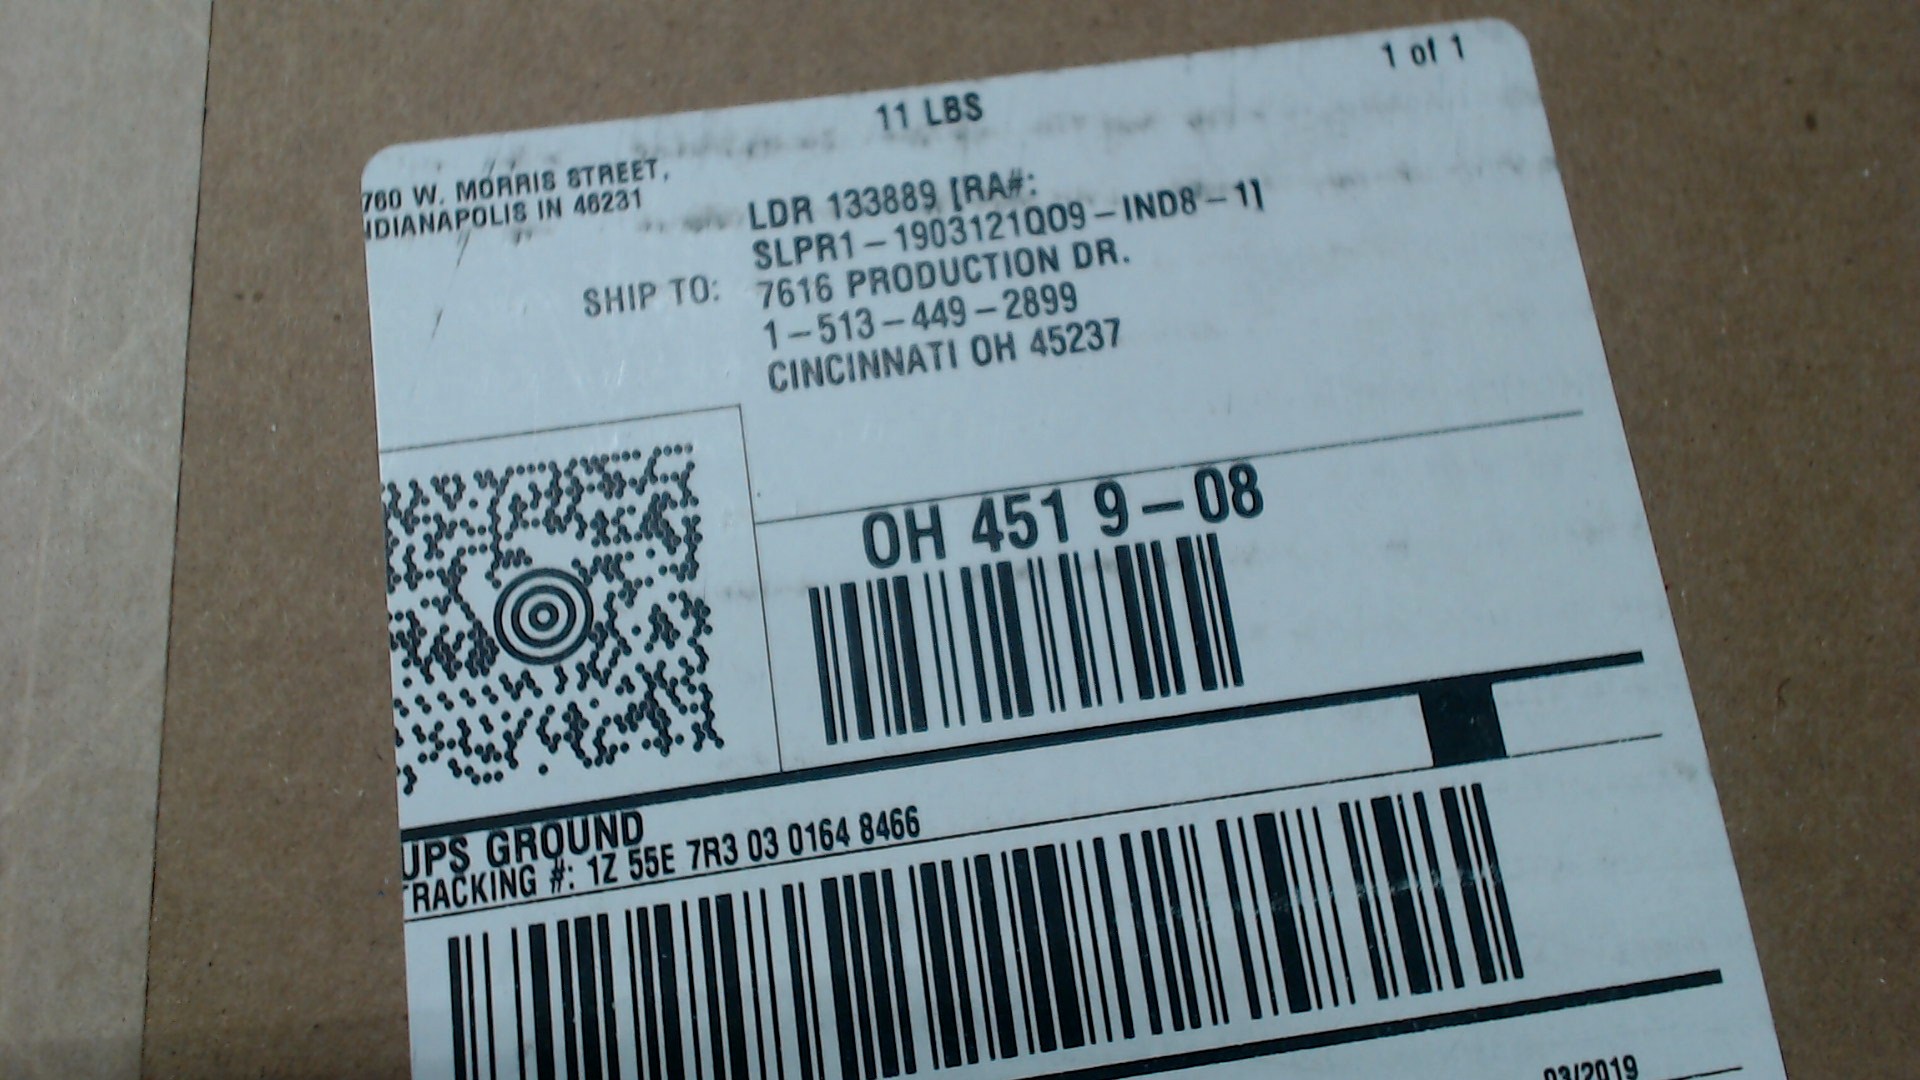 1 of 1
11 LBS
760 W. MORRIS STREET,
NDIANAPOLIS IN 46231
LDR 133889 [RA#:
SLPR1-1903121QO9-IND8-1]
SHIP TO: 7616 PRODUCTION DR.
1-513-449-2899
CINCINNATI OH 45237
OH 451 9-08
UPS GROUND
TRACKING #: 1Z 55E 7R3 03 0164 8466
03/2019